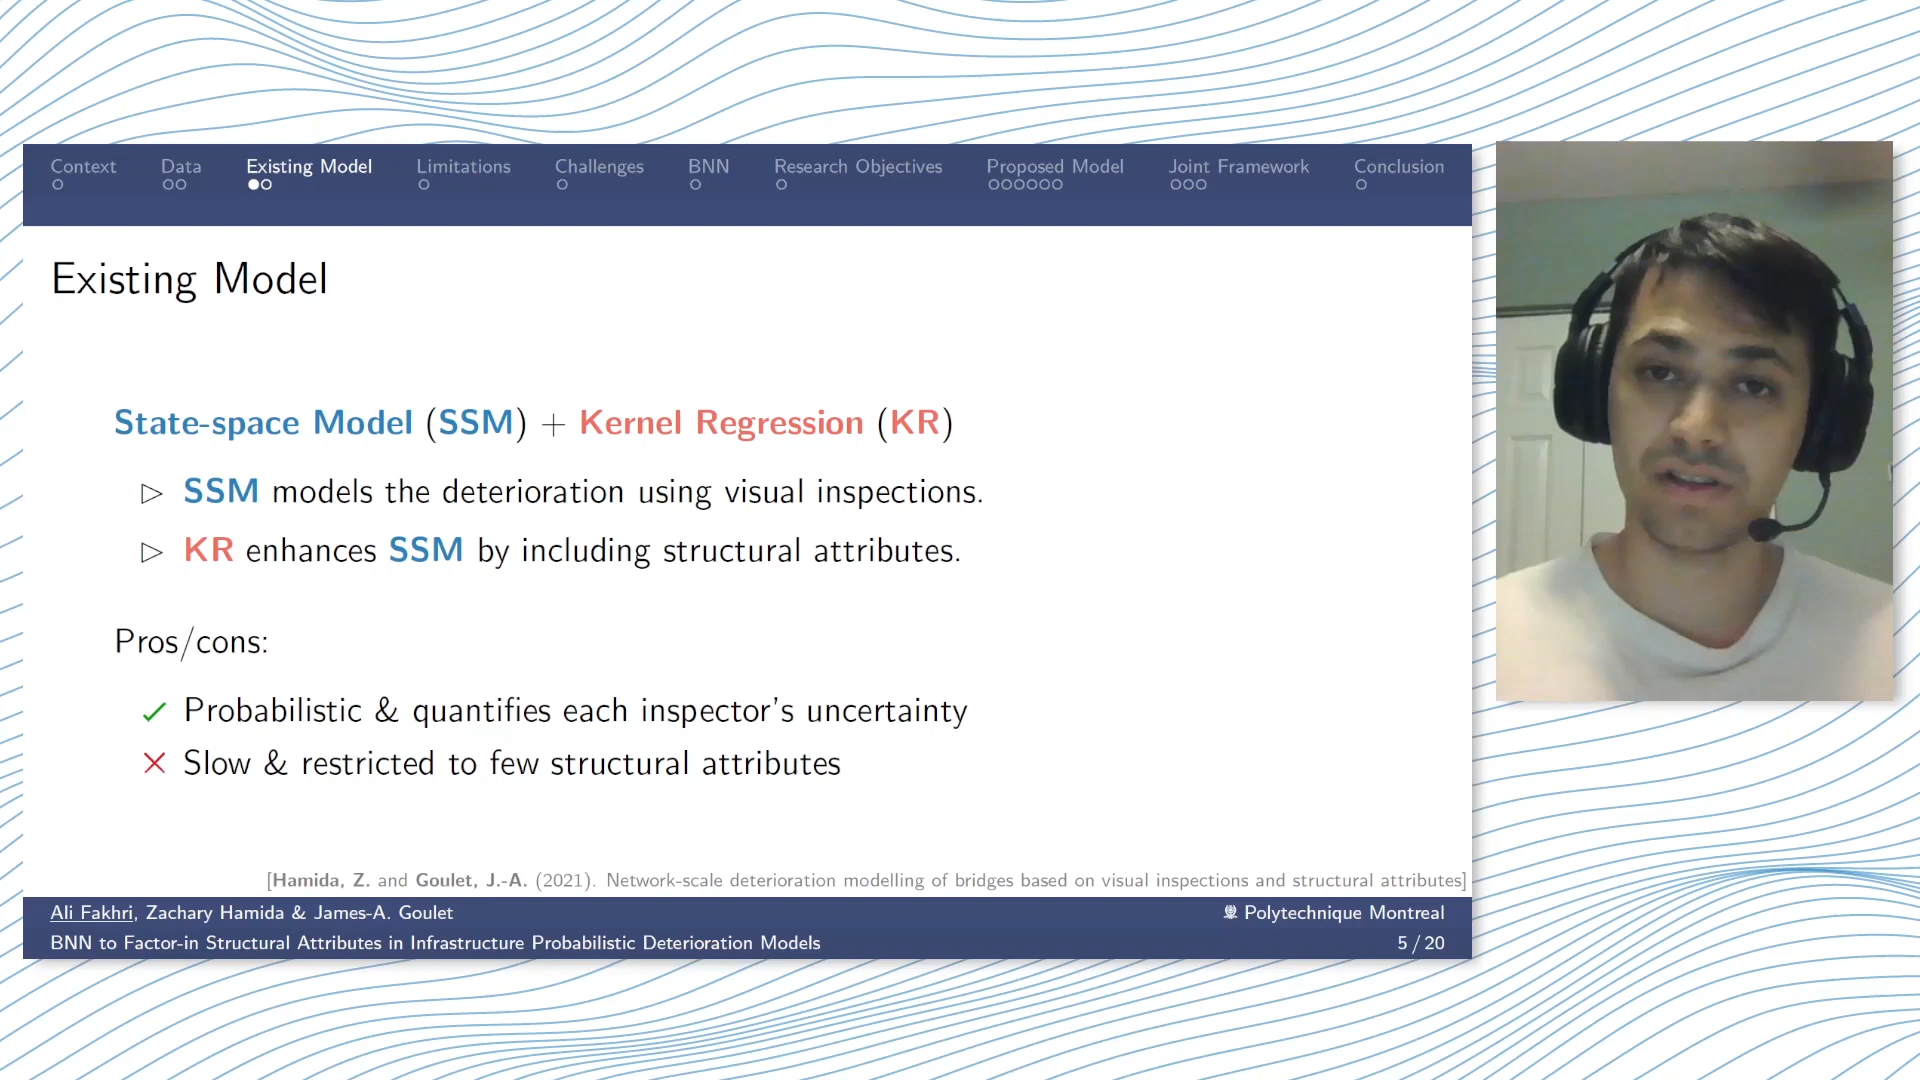 Context Data Existing Model Limitations Challenges BNN Research Objectives Proposed Model Joint Framework Conclusion
Existing Model
State-space Model (SSM) + Kernel Regression (KR)
▷ SSM models the deterioration using visual inspections.
▷ KR enhances SSM by including structural attributes.
Pros/cons:
✓ Probabilistic & quantifies each inspector's uncertainty
× Slow & restricted to few structural attributes
[Hamida, Z. and Goulet, J.-A. (2021). Network-scale deterioration modelling of bridges based on visual inspections and structural attributes]
Ali Fakhri, Zachary Hamida & James-A. Goulet Polytechnique Montreal
BNN to Factor-in Structural Attributes in Infrastructure Probabilistic Deterioration Models 5 / 20